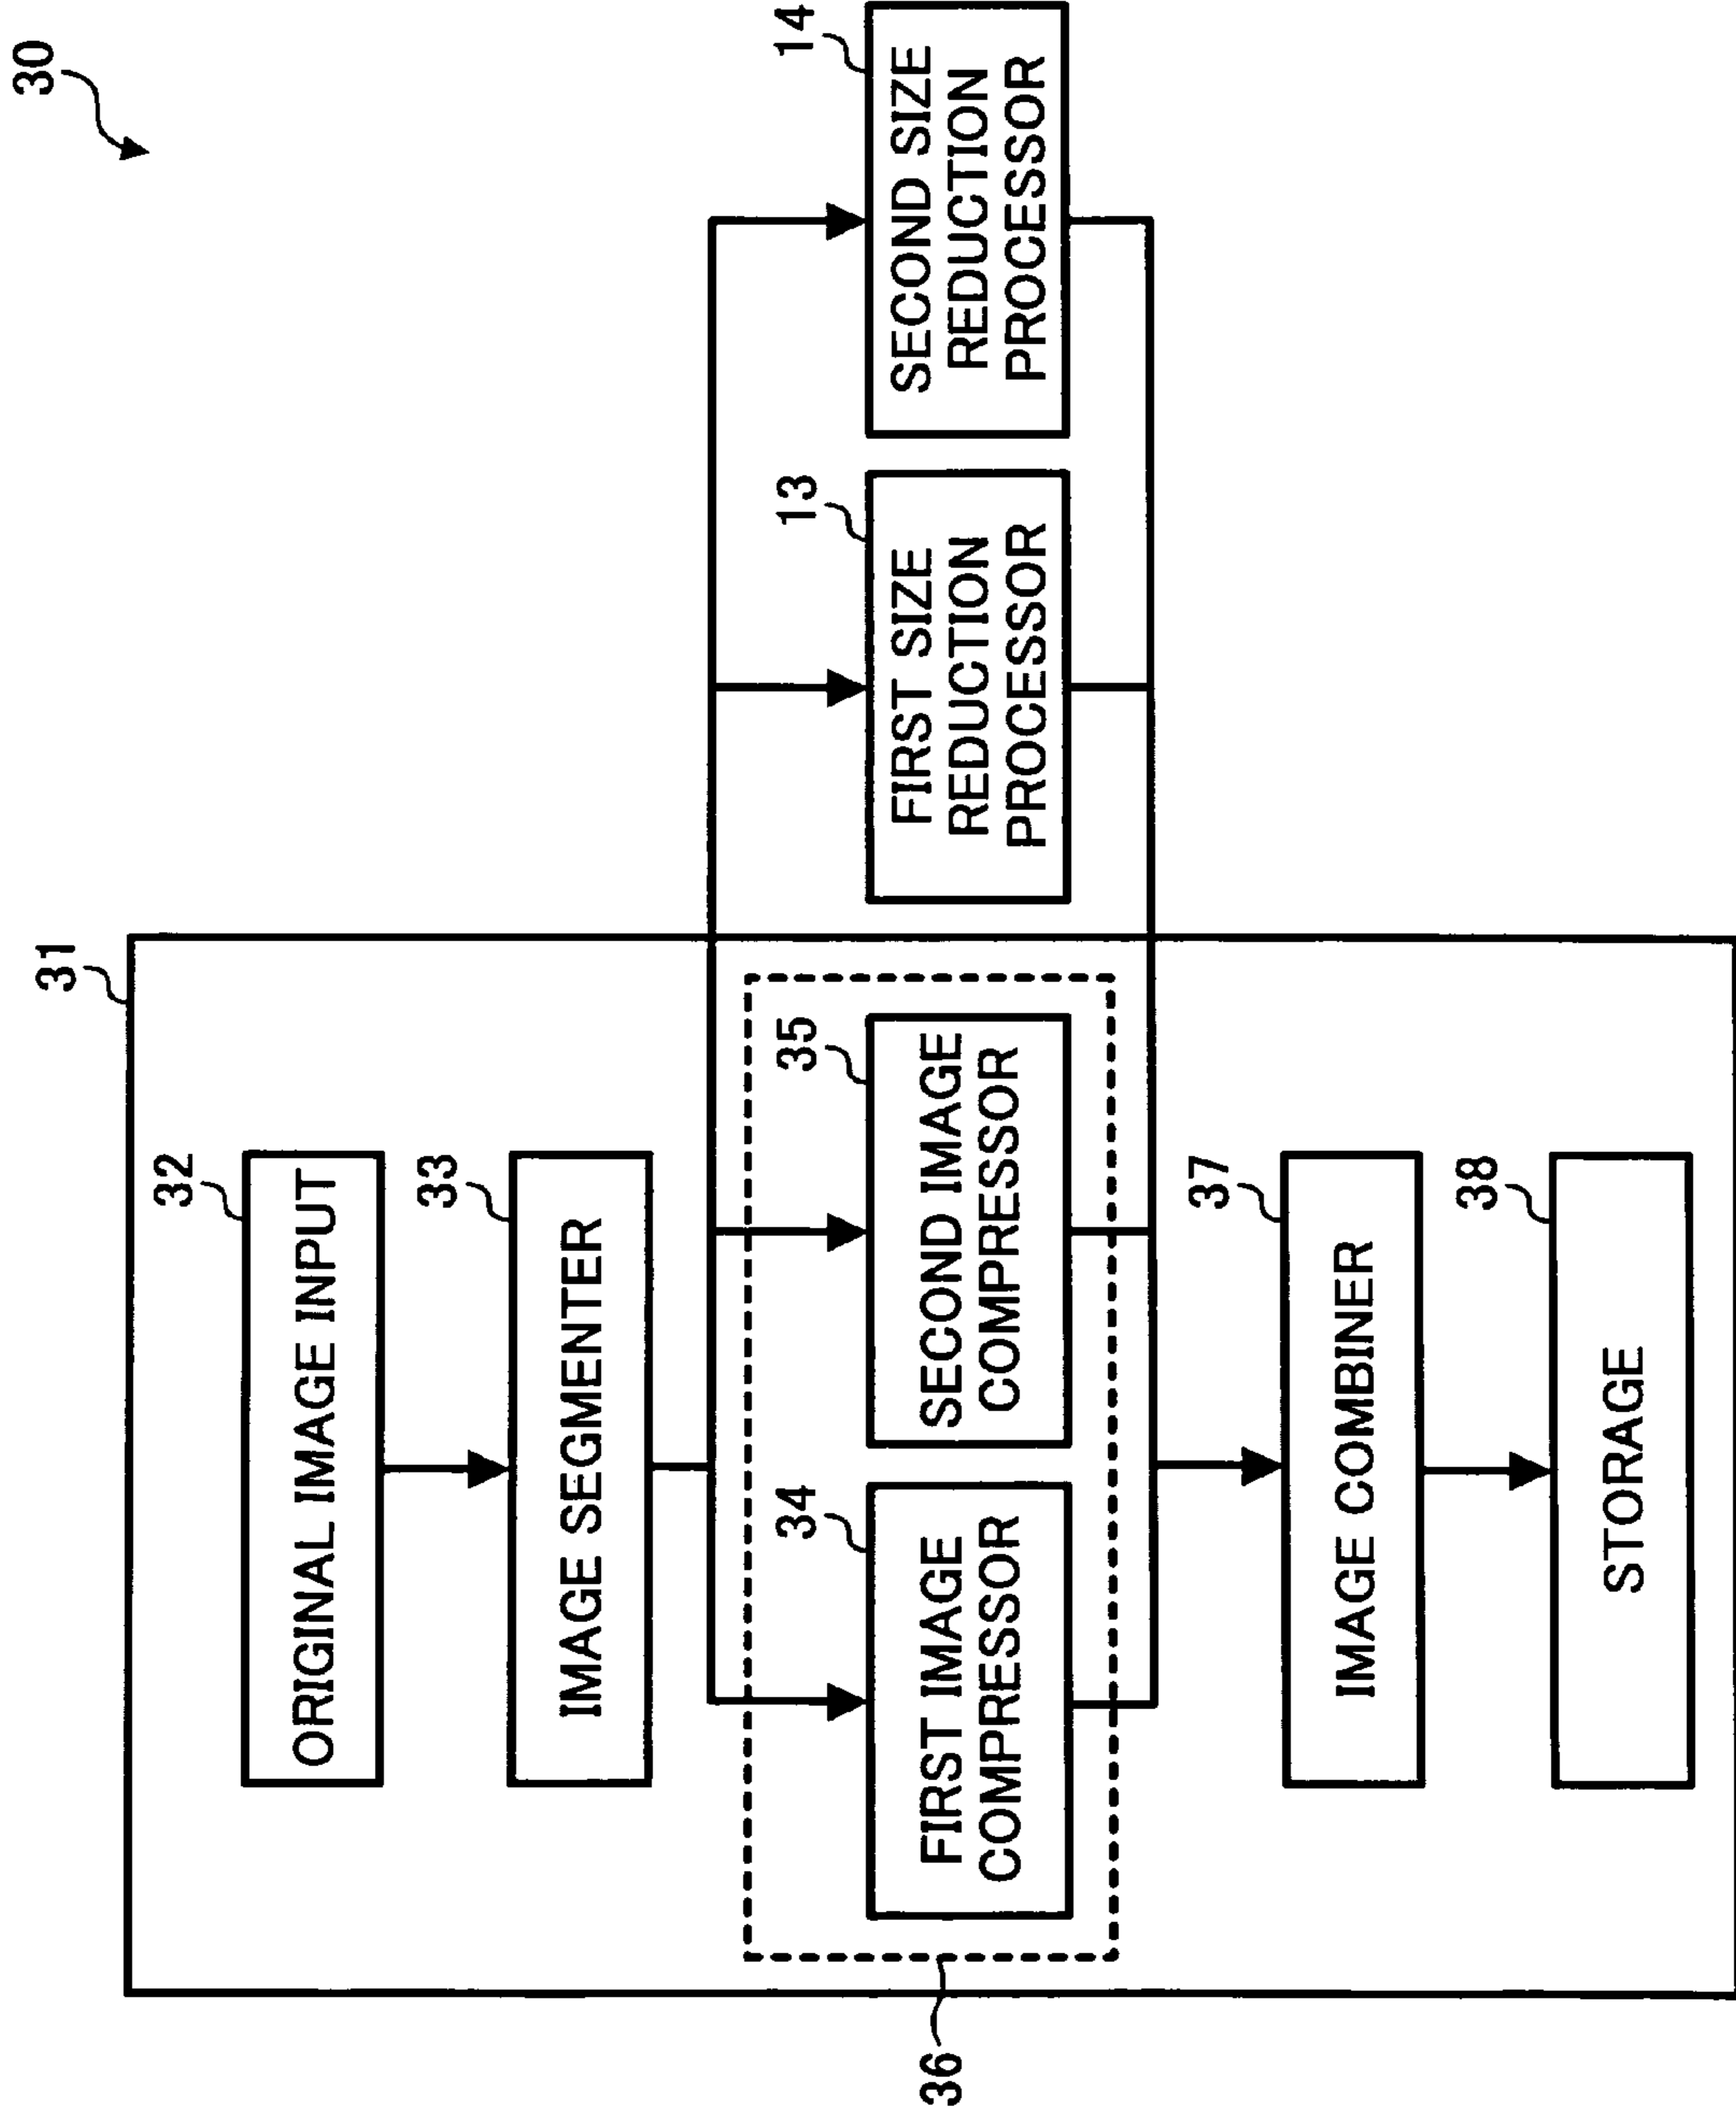 30
31
32
ORIGINAL IMAGE INPUT
33
IMAGE SEGMENTER
34
FIRST IMAGE
COMPRESSOR
35
SECOND IMAGE
COMPRESSOR
13
FIRST SIZE
REDUCTION
PROCESSOR
14
SECOND SIZE
REDUCTION
PROCESSOR
36
37
IMAGE COMBINER
38
STORAGE